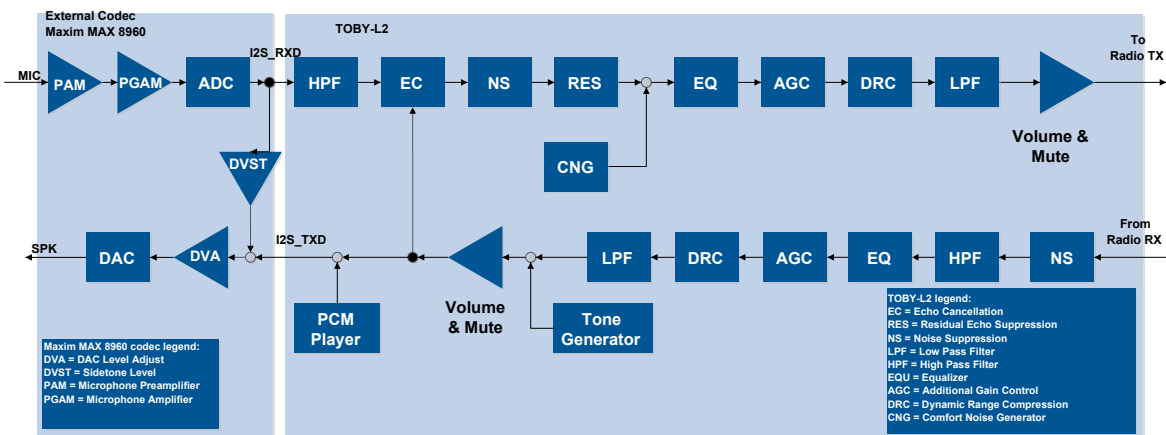 External Codec
Maxim MAX 8960
TOBY-L2
To
Radio TX
MIC
PAM
PGAM
ADC
I2S_RXD
HPF
EC
NS
RES
EQ
AGC
DRC
LPF
Volume &
Mute
DVST
CNG
From
Radio RX
SPK
DAC
DVA
I2S_TXD
LPF
DRC
AGC
EQ
HPF
NS
Volume
& Mute
PCM
Player
Tone
Generator
Maxim MAX 8960 codec legend:
DVA = DAC Level Adjust
DVST = Sidetone Level
PAM = Microphone Preamplifier
PGAM = Microphone Amplifier
TOBY-L2 legend:
EC = Echo Cancellation
RES = Residual Echo Suppression
NS = Noise Suppression
LPF = Low Pass Filter
HPF = High Pass Filter
EQU = Equalizer
AGC = Additional Gain Control
DRC = Dynamic Range Compression
CNG = Comfort Noise Generator